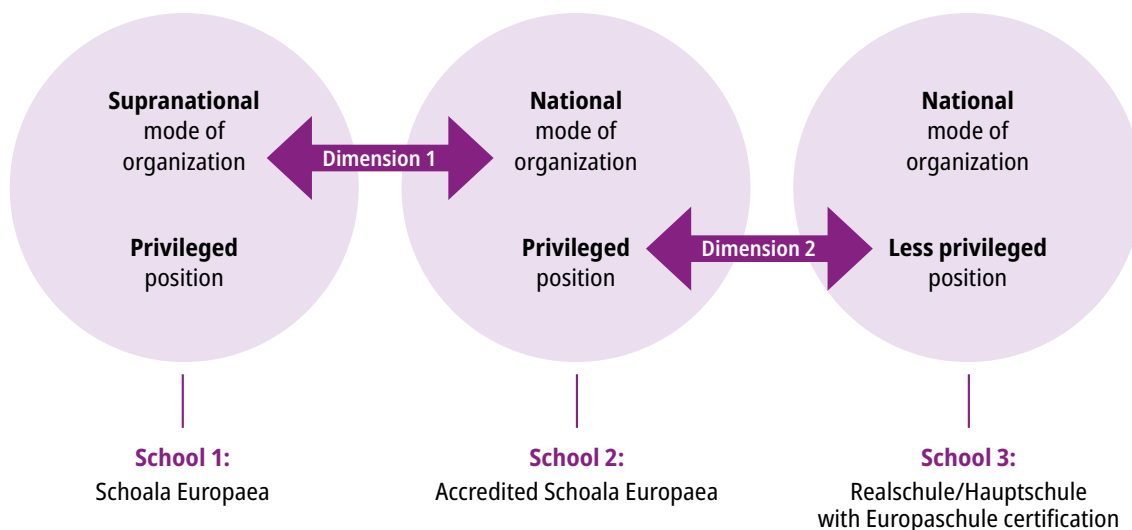 Supranational
mode of
organization
Dimension 1
National
mode of
organization
National
mode of
organization
Privileged
position
Privileged
position
Dimension 2
Less privileged
position
School 1:
Schoala Europaea
School 2:
Accredited Schoala Europaea
School 3:
Realschule/Hauptschule
with Europaschule certification